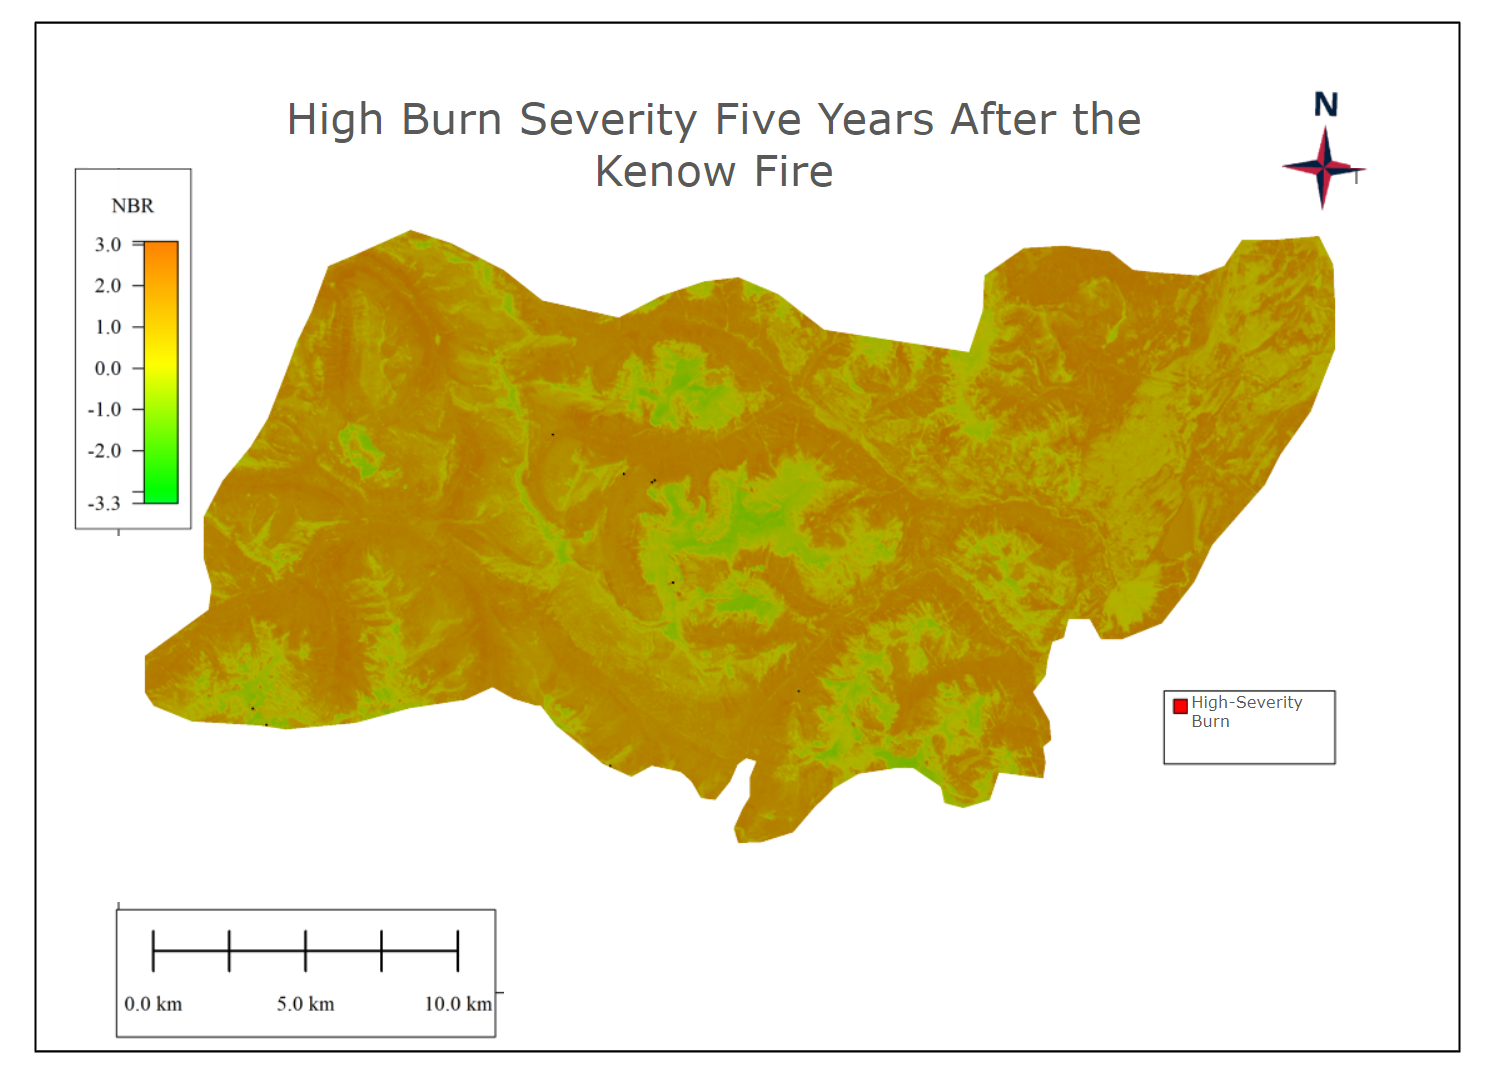 High Burn Severity Five Years After the
Kenow Fire
N
NBR
3.0
2.0
1.0
0.0
-1.0
-2.0
-3.3
High-Severity
Burn
0.0 km
5.0 km
10.0 km